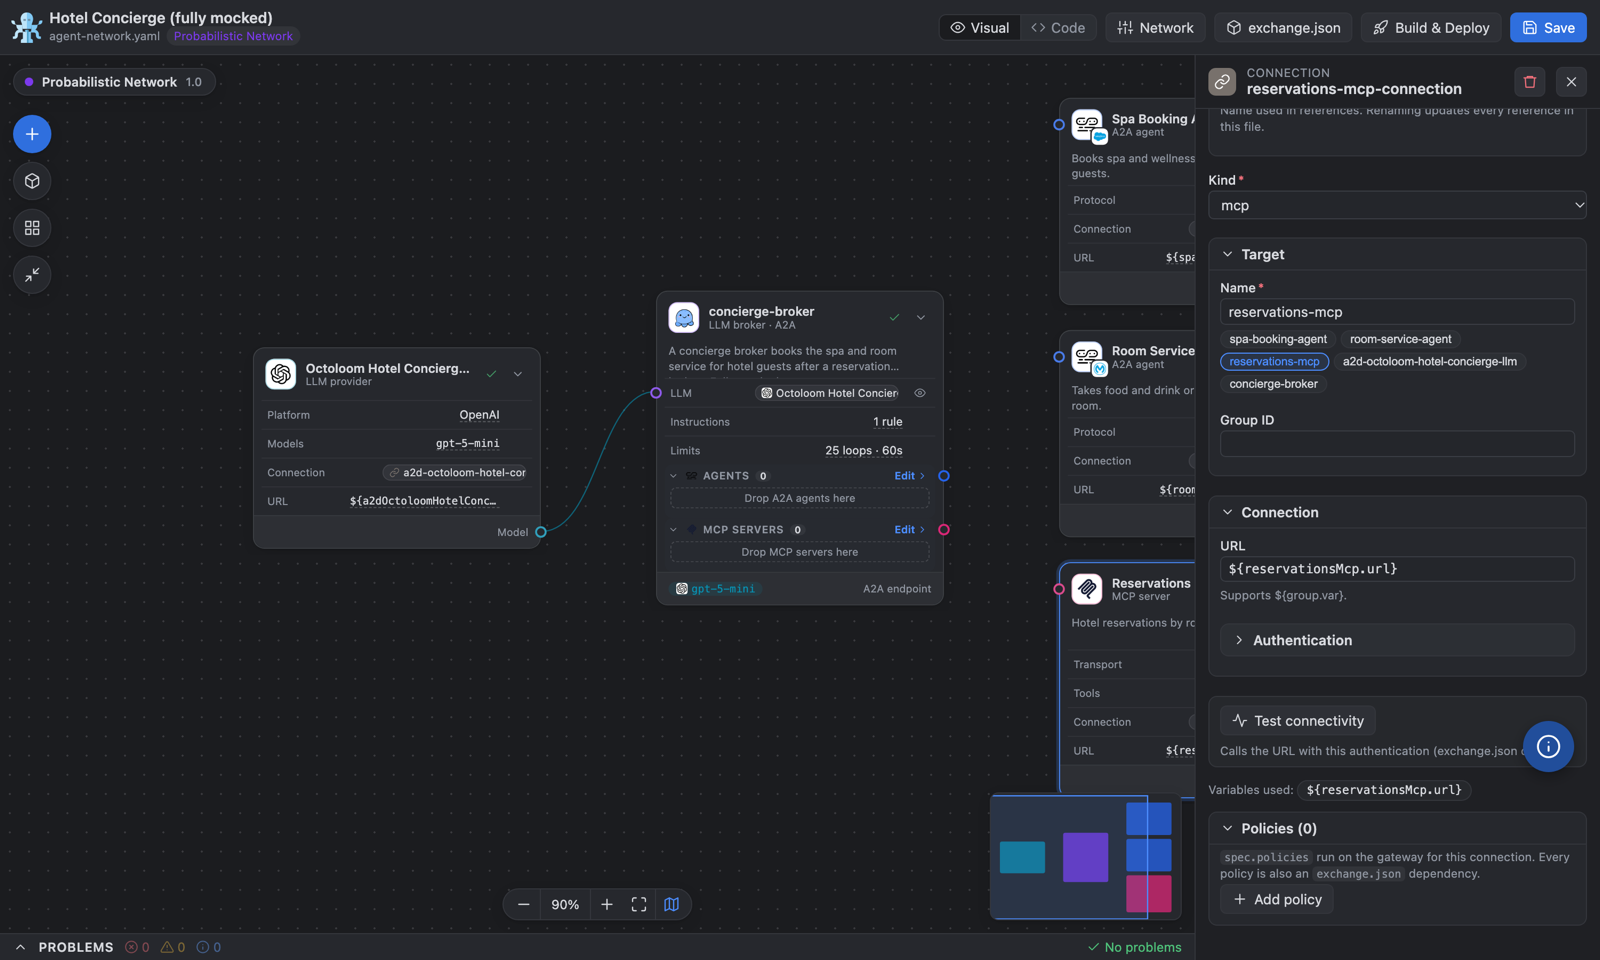 Hotel Concierge (fully mocked)
agent-network.yaml Probabilistic Network
Visual Code Network exchange.json Build & Deploy Save
Probabilistic Network 1.0
Octoloom Hotel Concierg...
LLM provider
Platform OpenAI
Models gpt-5-mini
Connection a2d-octoloom-hotel-cor
URL ${a2dOctoloomHotelConc…
Model
concierge-broker
LLM broker · A2A
A concierge broker books the spa and room
service for hotel guests after a reservation...
LLM Octoloom Hotel Concier
Instructions 1 rule
Limits 25 loops · 60s
AGENTS 0 Edit
Drop A2A agents here
MCP SERVERS 0 Edit
Drop MCP servers here
gpt-5-mini A2A endpoint
Spa Booking A
A2A agent
Books spa and wellness
guests.
Protocol
Connection
URL ${spa
Room Service
A2A agent
Takes food and drink or
room.
Protocol
Connection
URL ${room
Reservations
MCP server
Hotel reservations by ro
Transport
Tools
Connection
URL ${res
90%
PROBLEMS 0 0 0
No problems
CONNECTION
reservations-mcp-connection
Name used in references. Renaming updates every reference in
this file.
Kind *
mcp
Target
Name *
reservations-mcp
spa-booking-agent room-service-agent
reservations-mcp a2d-octoloom-hotel-concierge-llm
concierge-broker
Group ID
Connection
URL
${reservationsMcp.url}
Supports ${group.var}.
Authentication
Test connectivity
Calls the URL with this authentication (exchange.json
Variables used: ${reservationsMcp.url}
Policies (0)
spec.policies run on the gateway for this connection. Every
policy is also an exchange.json dependency.
Add policy